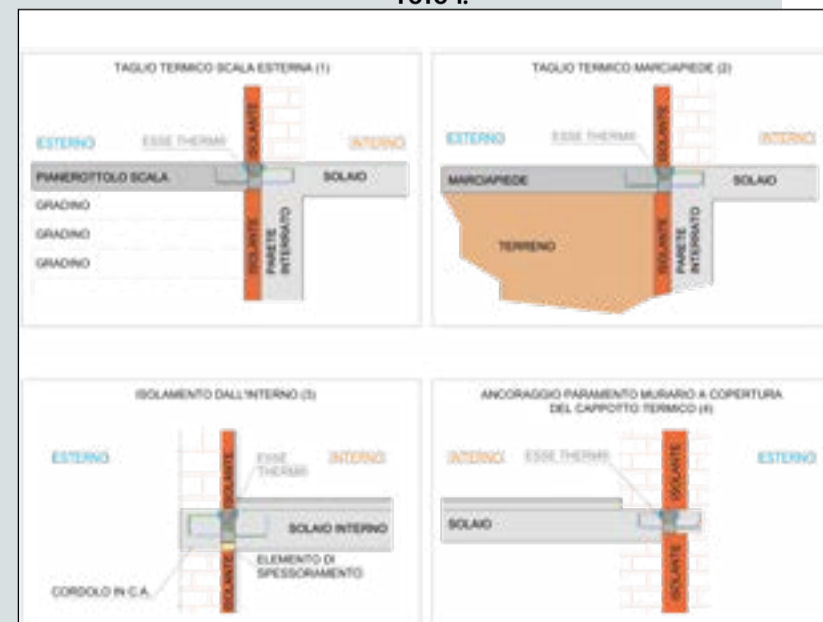 TAGLIO TERMICO SCALA ESTERNA (1)
ESTERNO
ESSE THERM®
INTERNO
ISOLANTE
PIANEROTTOLO SCALA
SOLAIO
GRADINO
GRADINO
GRADINO
ISOLANTE
PARETE
INTERRATO
TAGLIO TERMICO MARCIAPIEDE (2)
ESTERNO
ESSE THERM®
INTERNO
ISOLANTE
MARCIAPIEDE
SOLAIO
TERRENO
ISOLANTE
PARETE
INTERRATO
ISOLAMENTO DALL'INTERNO (3)
ESTERNO
ISOLANTE
ESSE
THERM®
INTERNO
SOLAIO INTERNO
ISOLANTE
ELEMENTO DI
SPESSORAMENTO
CORDOLO IN C.A.
ANCORAGGIO PARAMENTO MURARIO A COPERTURA
DEL CAPPOTTO TERMICO (4)
INTERNO
ESSE THERM®
ISOLANTE
ESTERNO
SOLAIO
ISOLANTE